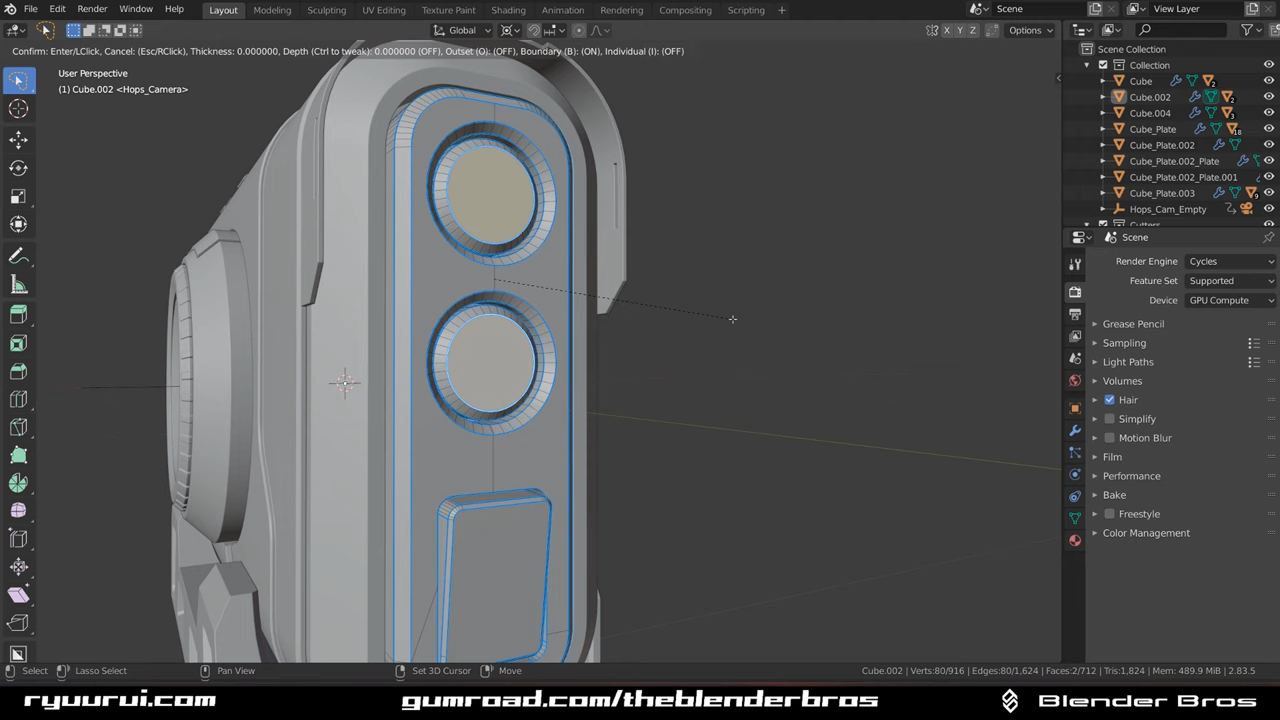 File Edit Render Window Help
Layout Modeling Sculpting UV Editing Texture Paint Shading Animation Rendering Compositing Scripting +
Scene View Layer
Global X Y Z Options
Confirm: Enter/LClick, Cancel: (Esc/RClick), Thickness: 0.000000, Depth (Ctrl to tweak): 0.000000 (OFF), Outset (O): (OFF), Boundary (B): (ON), Individual (I): (OFF)
User Perspective
(1) Cube.002 <Hops_Camera>
Scene Collection
Collection
Cube 2
Cube.002 2
Cube.004 3
Cube_Plate 18
Cube_Plate.002
Cube_Plate.002_Plate
Cube_Plate.002_Plate.001
Cube_Plate.003 9
Hops_Cam_Empty
Cutters
Scene
Render Engine Cycles
Feature Set Supported
Device GPU Compute
Grease Pencil
Sampling
Light Paths
Volumes
Hair
Simplify
Motion Blur
Film
Performance
Bake
Freestyle
Color Management
Select Lasso Select Pan View Set 3D Cursor Move Cube.002 | Verts:80/916 | Edges:80/1,624 | Faces:2/712 | Tris:1,824 | Mem: 489.9 MiB | 2.83.5
ryuurui.com gumroad.com/theblenderbros Blender Bros